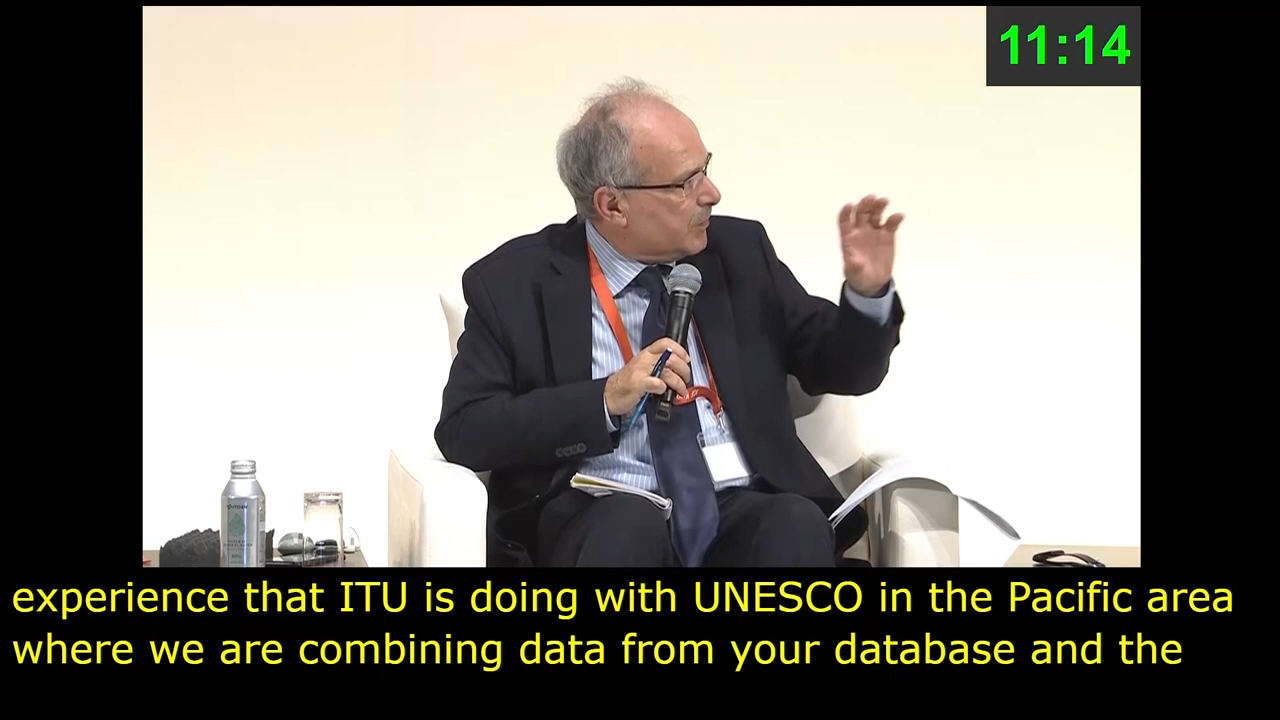 11:14
experience that ITU is doing with UNESCO in the Pacific area
where we are combining data from your database and the